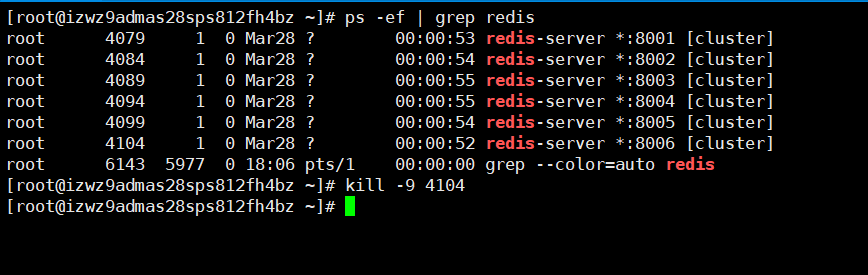 [root@izwz9admas28sps812fh4bz ~]# ps -ef | grep redis
root      4079     1  0 Mar28 ?        00:00:53 redis-server *:8001 [cluster]
root      4084     1  0 Mar28 ?        00:00:54 redis-server *:8002 [cluster]
root      4089     1  0 Mar28 ?        00:00:55 redis-server *:8003 [cluster]
root      4094     1  0 Mar28 ?        00:00:55 redis-server *:8004 [cluster]
root      4099     1  0 Mar28 ?        00:00:54 redis-server *:8005 [cluster]
root      4104     1  0 Mar28 ?        00:00:52 redis-server *:8006 [cluster]
root      6143  5977  0 18:06 pts/1    00:00:00 grep --color=auto redis
[root@izwz9admas28sps812fh4bz ~]# kill -9 4104
[root@izwz9admas28sps812fh4bz ~]#